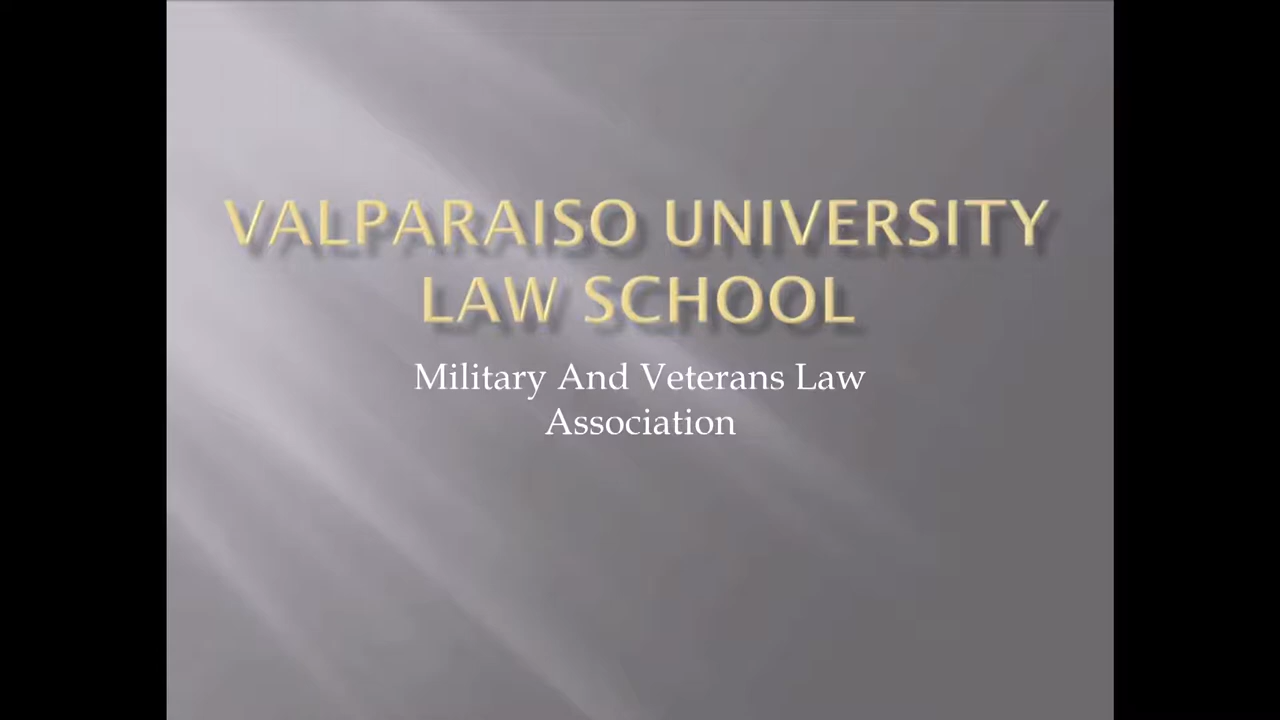 VALPARAISO UNIVERSITY
LAW SCHOOL
Military And Veterans Law
Association